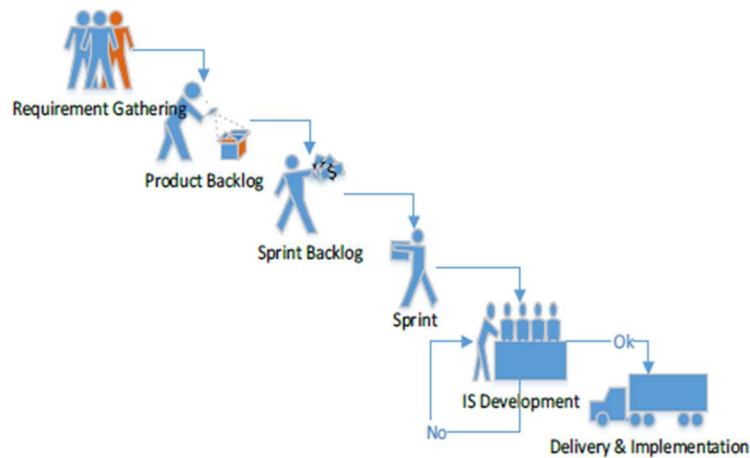 Requirement Gathering
Product Backlog
Sprint Backlog
Sprint
Ok
IS Development
No
Delivery & Implementation